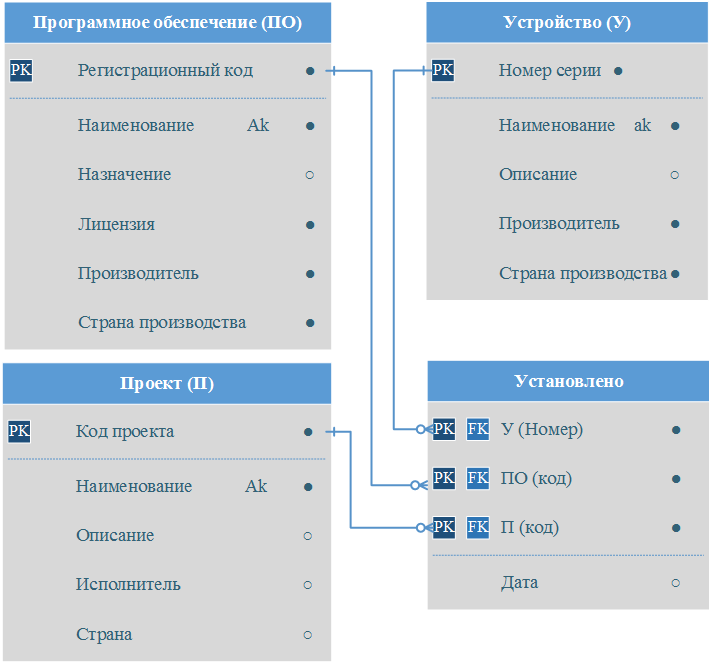 Программное обеспечение (ПО)
PK Регистрационный код ●
Наименование Ak ●
Назначение ○
Лицензия ●
Производитель ●
Страна производства ●
Устройство (У)
PK Номер серии ●
Наименование ak ●
Описание ○
Производитель ●
Страна производства ●
Проект (П)
PK Код проекта ●
Наименование Ak ●
Описание ○
Исполнитель ○
Страна ○
Установлено
PK FK У (Номер) ●
PK FK ПО (код) ●
PK FK П (код) ●
Дата ○